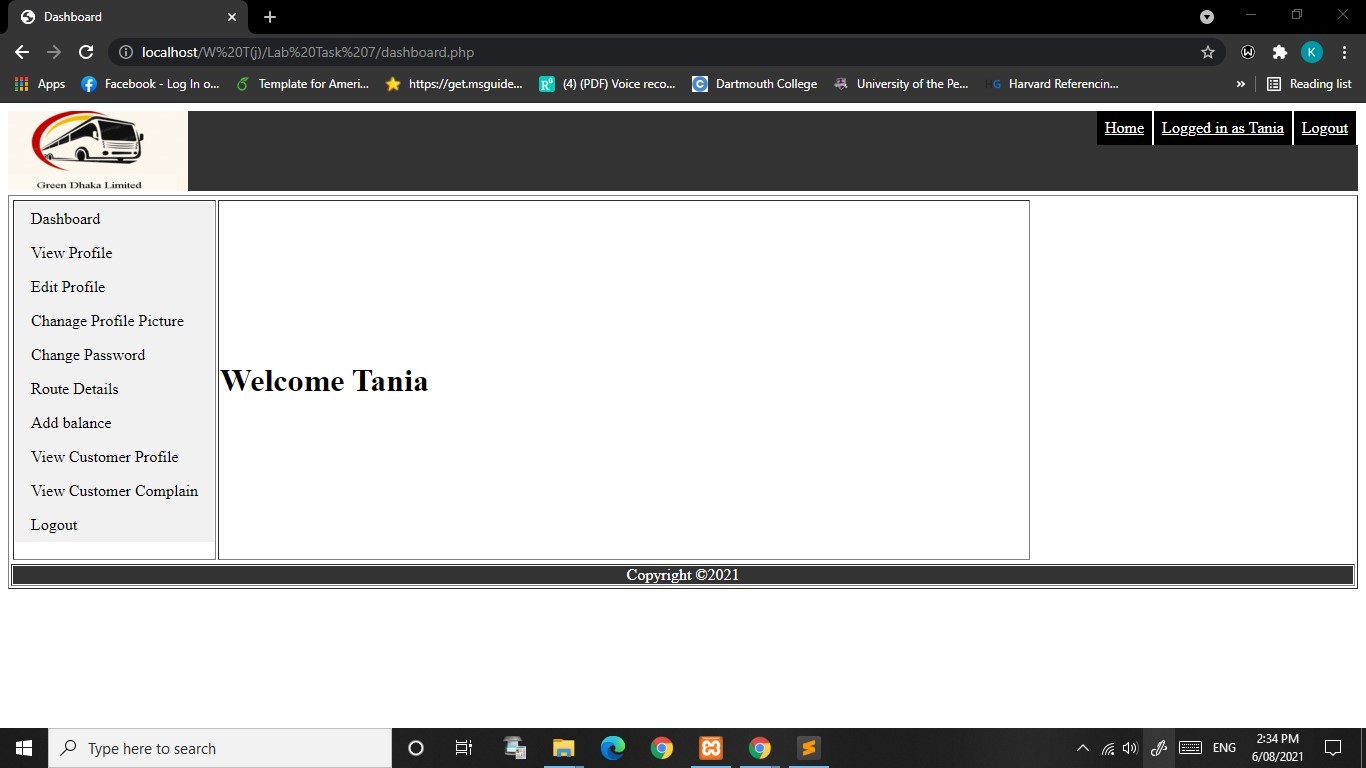 Dashboard
localhost/W%20T(j)/Lab%20Task%207/dashboard.php
K
Apps
Facebook - Log In o...
Template for Ameri...
https://get.msguide...
(4) (PDF) Voice reco...
Dartmouth College
University of the Pe...
HG Harvard Referencin...
»
Reading list
Green Dhaka Limited
Home
Logged in as Tania
Logout
Dashboard
View Profile
Edit Profile
Chanage Profile Picture
Change Password
Route Details
Add balance
View Customer Profile
View Customer Complain
Logout
Welcome Tania
Copyright ©2021
Type here to search
ENG
2:34 PM
6/08/2021